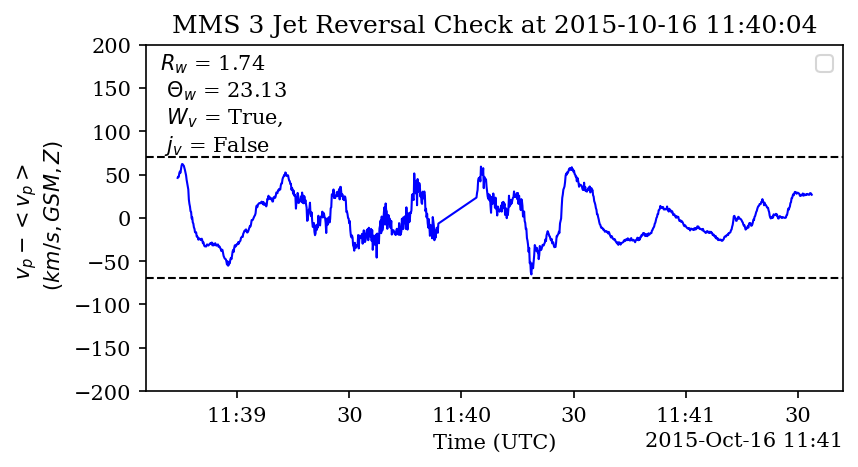 MMS 3 Jet Reversal Check at 2015-10-16 11:40:04
R_w = 1.74
Θ_w = 23.13
W_v = True,
j_v = False
200
150
100
50
0
−50
−100
−150
−200
v_p − < v_p >
(km/s, GSM, Z)
11:39 30 11:40 30 11:41 30
Time (UTC)
2015-Oct-16 11:41